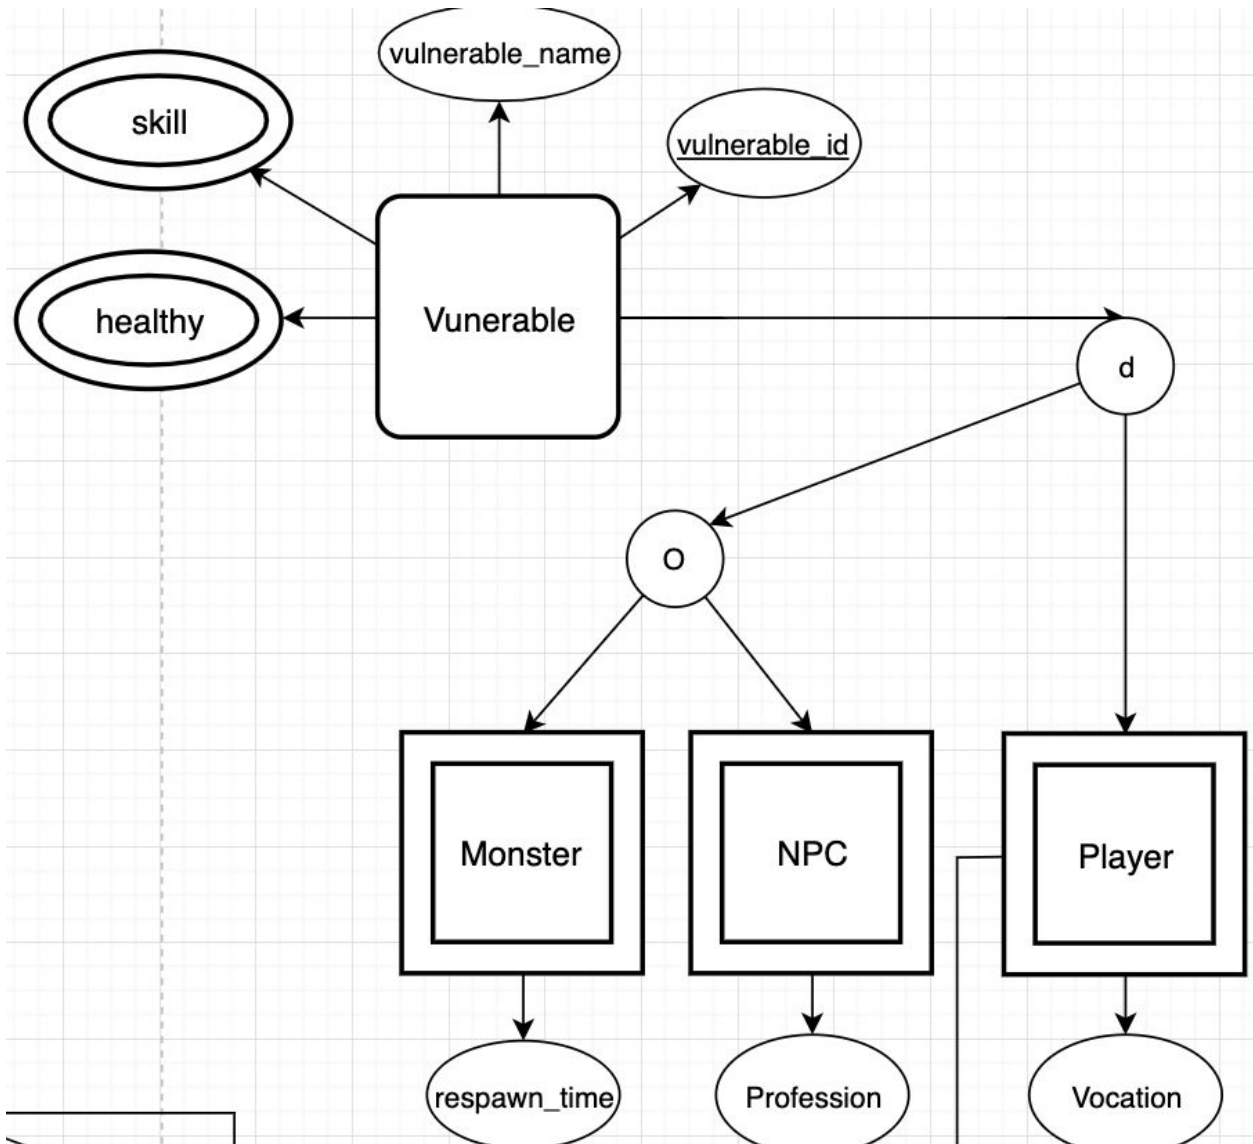 vulnerable_name
skill
vulnerable_id
healthy
Vunerable
d
O
Monster
NPC
Player
respawn_time
Profession
Vocation